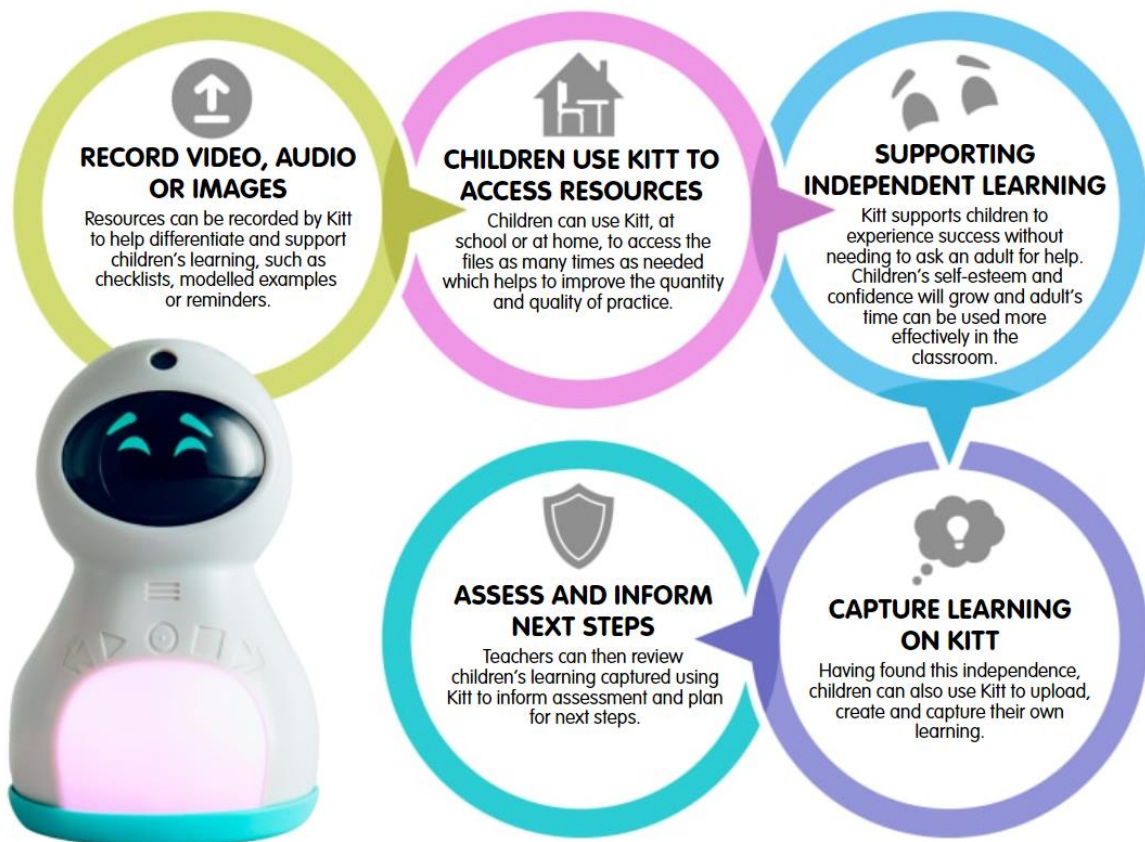 RECORD VIDEO, AUDIO
OR IMAGES
Resources can be recorded by Kitt
to help differentiate and support
children's learning, such as
checklists, modelled examples
or reminders.
CHILDREN USE KITT TO
ACCESS RESOURCES
Children can use Kitt, at
school or at home, to access the
files as many times as needed
which helps to improve the quantity
and quality of practice.
SUPPORTING
INDEPENDENT LEARNING
Kitt supports children to
experience success without
needing to ask an adult for help.
Children's self-esteem and
confidence will grow and adult's
time can be used more
effectively in the
classroom.
CAPTURE LEARNING
ON KITT
Having found this independence,
children can also use Kitt to upload,
create and capture their own
learning.
ASSESS AND INFORM
NEXT STEPS
Teachers can then review
children's learning captured using
Kitt to inform assessment and plan
for next steps.